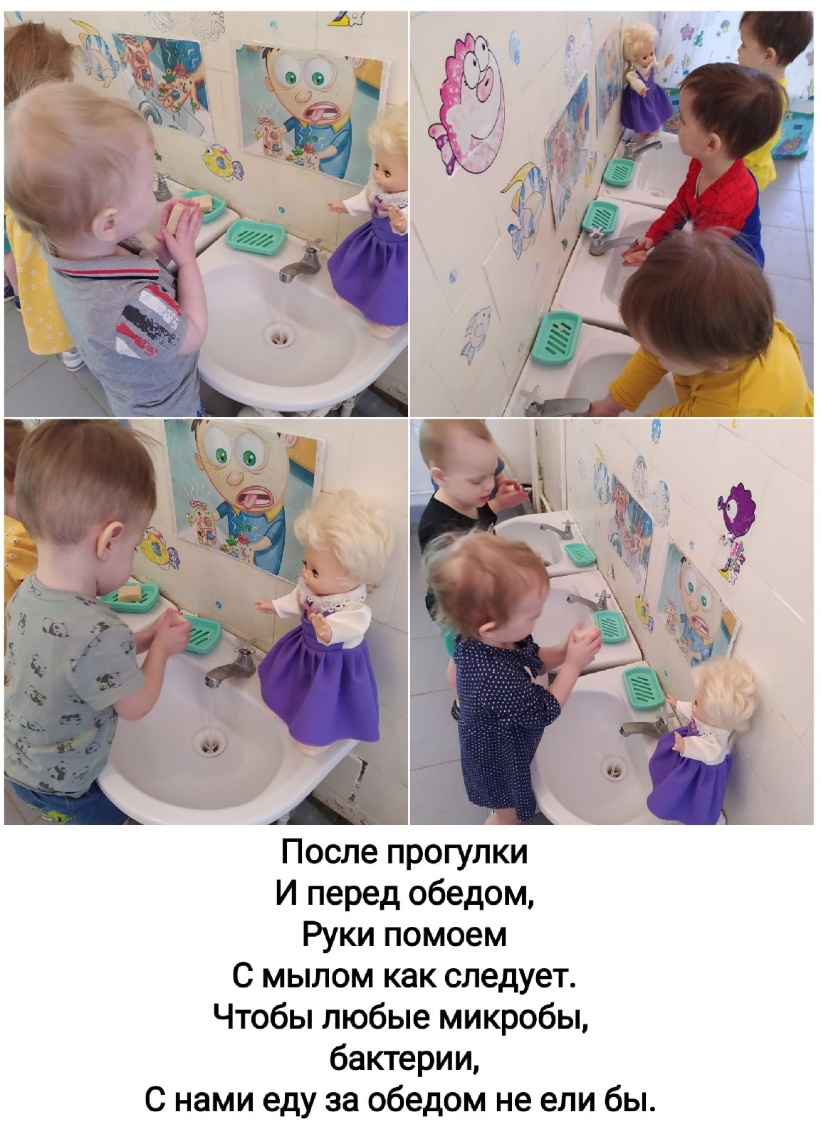 После прогулки
И перед обедом,
Руки помоем
С мылом как следует.
Чтобы любые микробы,
бактерии,
С нами еду за обедом не ели бы.